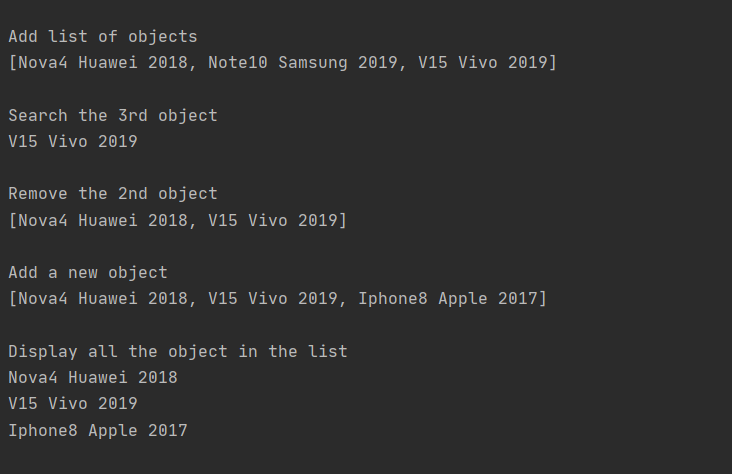 Add list of objects
[Nova4 Huawei 2018, Note10 Samsung 2019, V15 Vivo 2019]
Search the 3rd object
V15 Vivo 2019
Remove the 2nd object
[Nova4 Huawei 2018, V15 Vivo 2019]
Add a new object
[Nova4 Huawei 2018, V15 Vivo 2019, Iphone8 Apple 2017]
Display all the object in the list
Nova4 Huawei 2018
V15 Vivo 2019
Iphone8 Apple 2017